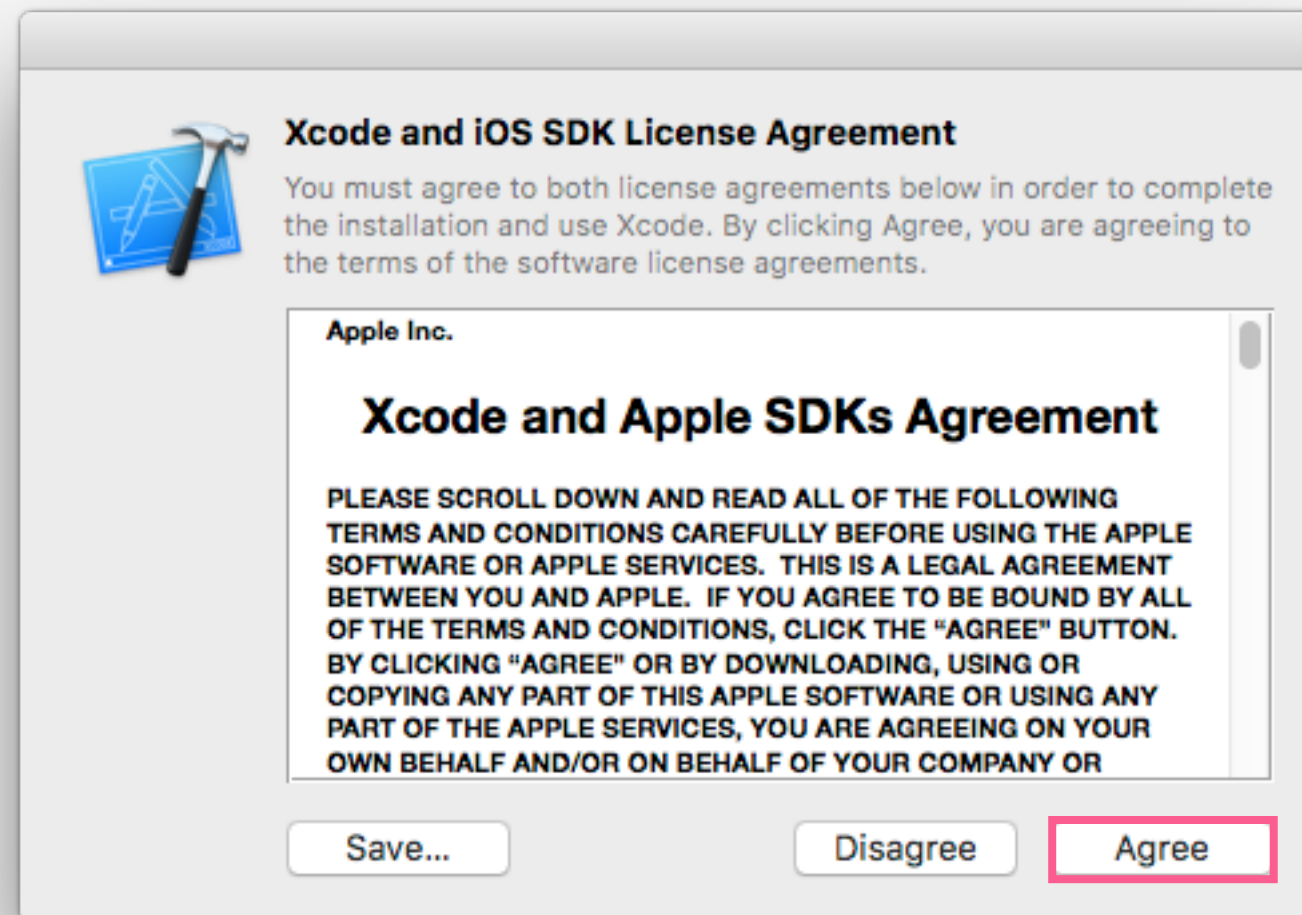 Xcode and iOS SDK License Agreement
You must agree to both license agreements below in order to complete
the installation and use Xcode. By clicking Agree, you are agreeing to
the terms of the software license agreements.
Apple Inc.
Xcode and Apple SDKs Agreement
PLEASE SCROLL DOWN AND READ ALL OF THE FOLLOWING
TERMS AND CONDITIONS CAREFULLY BEFORE USING THE APPLE
SOFTWARE OR APPLE SERVICES.  THIS IS A LEGAL AGREEMENT
BETWEEN YOU AND APPLE.  IF YOU AGREE TO BE BOUND BY ALL
OF THE TERMS AND CONDITIONS, CLICK THE “AGREE" BUTTON.
BY CLICKING “AGREE" OR BY DOWNLOADING, USING OR
COPYING ANY PART OF THIS APPLE SOFTWARE OR USING ANY
PART OF THE APPLE SERVICES, YOU ARE AGREEING ON YOUR
OWN BEHALF AND/OR ON BEHALF OF YOUR COMPANY OR
Save... Disagree Agree